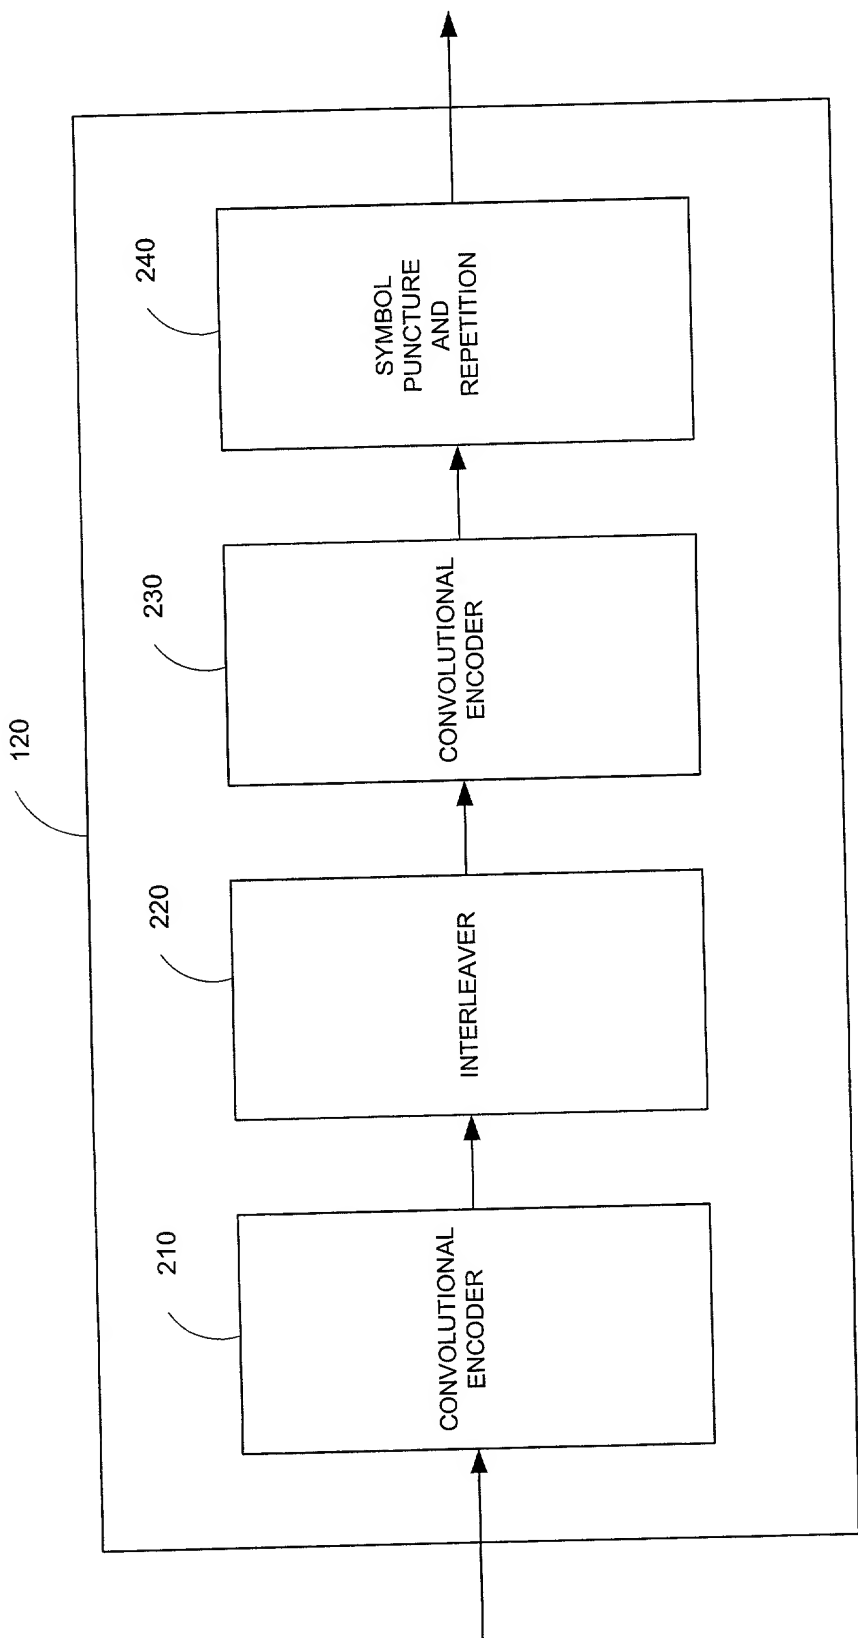 120
210
CONVOLUTIONAL
ENCODER
220
INTERLEAVER
230
CONVOLUTIONAL
ENCODER
240
SYMBOL
PUNCTURE
AND
REPETITION